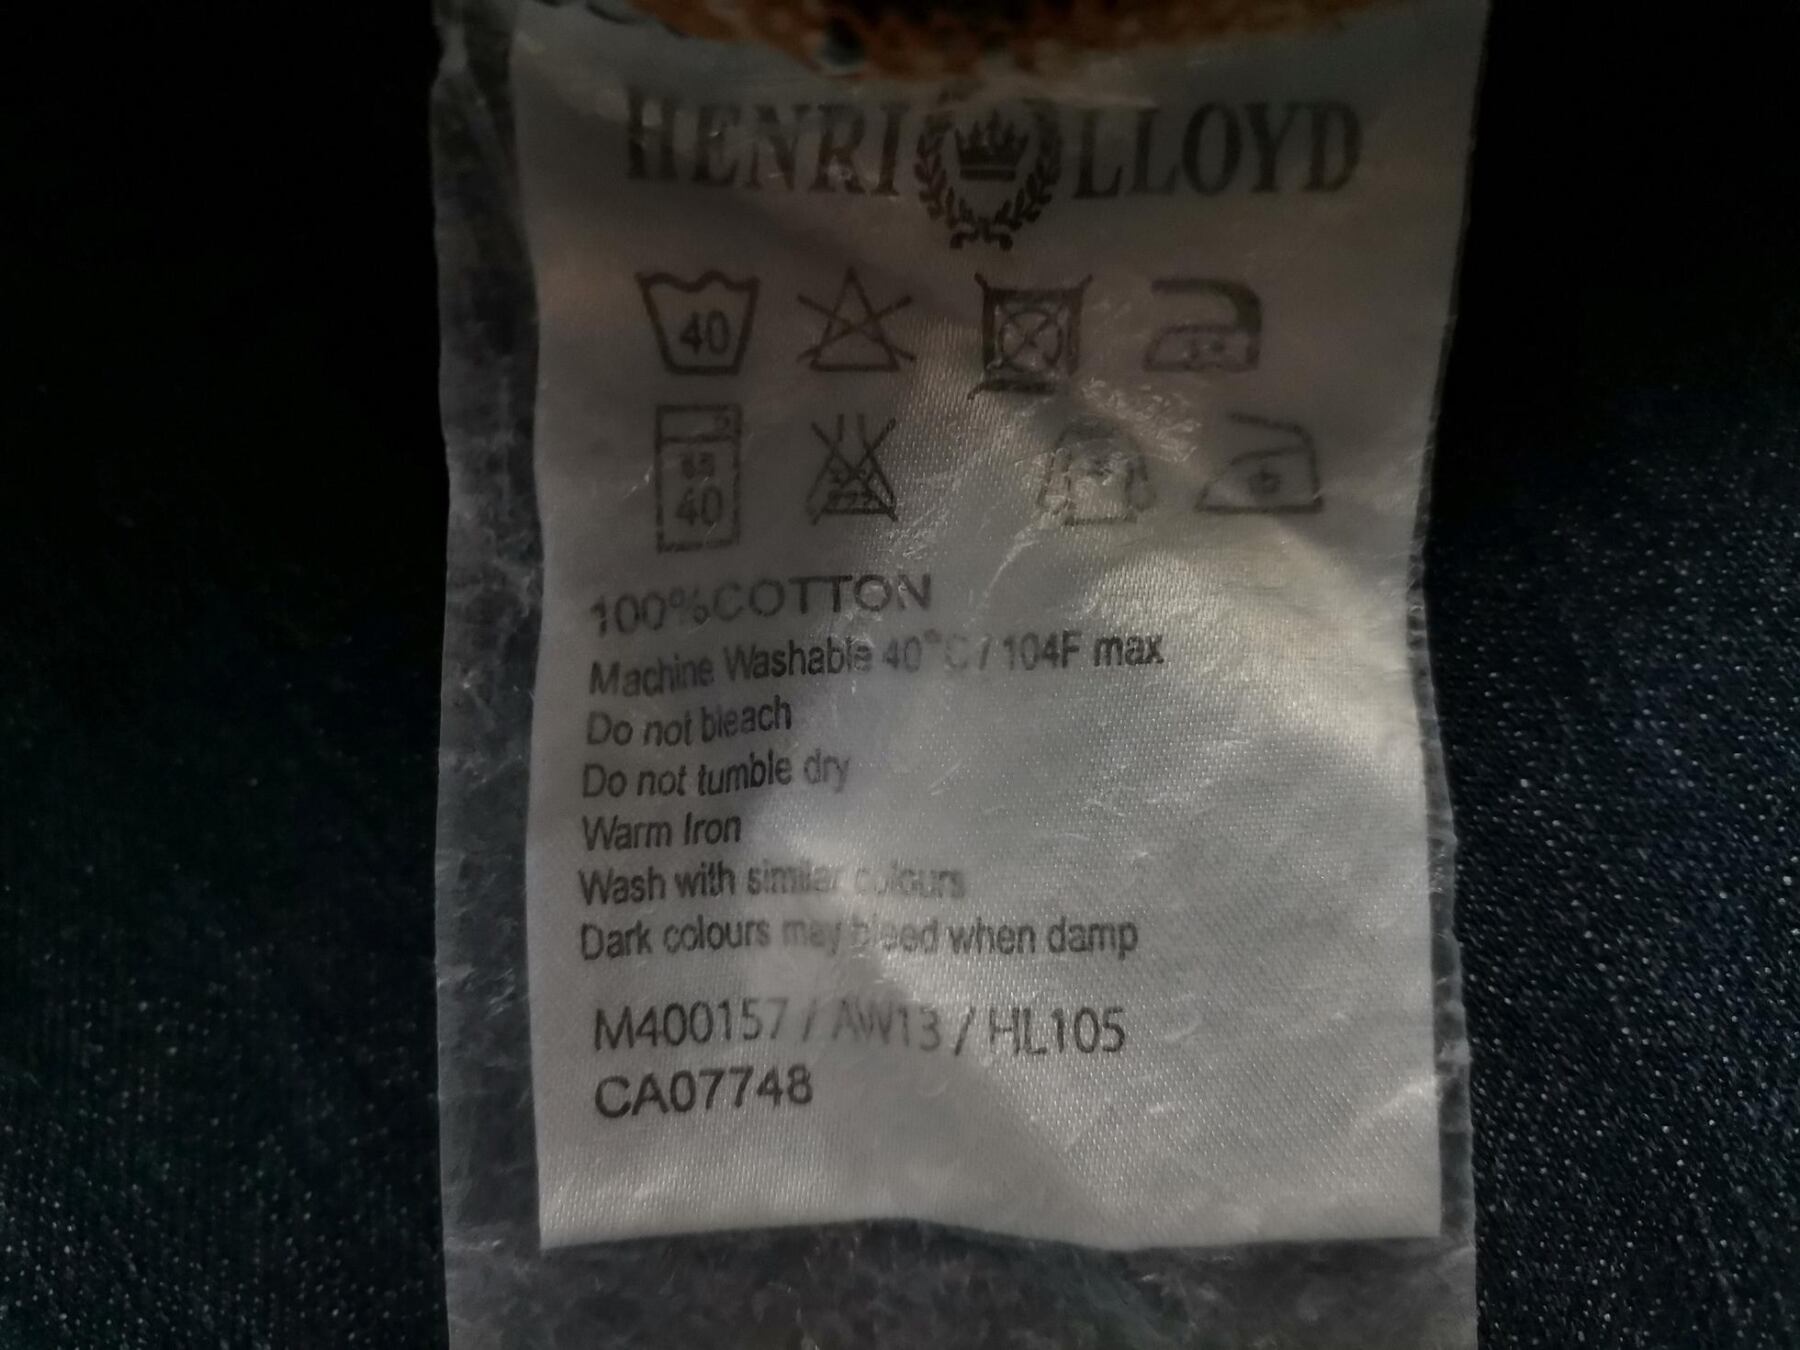 HENRI LLOYD
40
40
100%COTTON
Machine Washable 40°C / 104F max
Do not bleach
Do not tumble dry
Warm Iron
Wash with similar colours
Dark colours may bleed when damp
M400157 / AW13 / HL105
CA07748